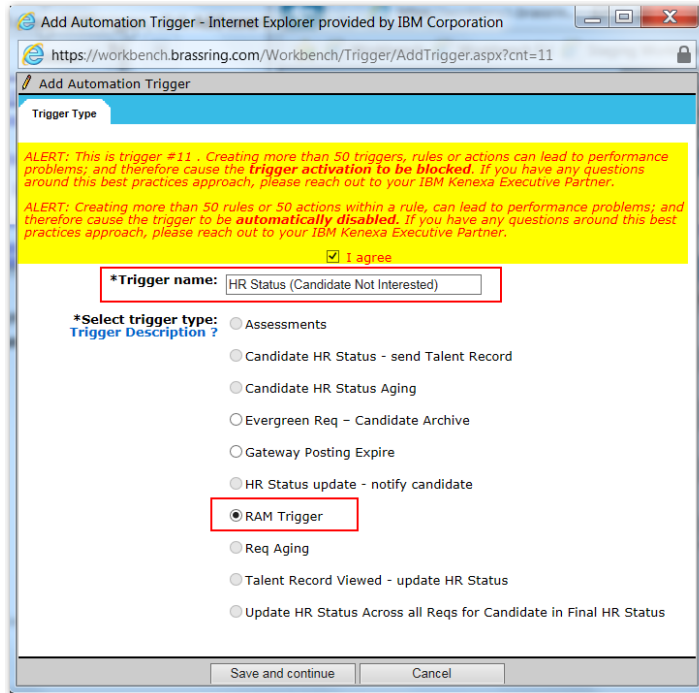 Add Automation Trigger - Internet Explorer provided by IBM Corporation
https://workbench.brassring.com/Workbench/Trigger/AddTrigger.aspx?cnt=11
Add Automation Trigger
Trigger Type
ALERT: This is trigger #11 . Creating more than 50 triggers, rules or actions can lead to performance
problems; and therefore cause the trigger activation to be blocked. If you have any questions
around this best practices approach, please reach out to your IBM Kenexa Executive Partner.
ALERT: Creating more than 50 rules or 50 actions within a rule, can lead to performance problems; and
therefore cause the trigger to be automatically disabled. If you have any questions around this best
practices approach, please reach out to your IBM Kenexa Executive Partner.
I agree
*Trigger name: HR Status (Candidate Not Interested)
*Select trigger type:
Trigger Description ?
Assessments
Candidate HR Status - send Talent Record
Candidate HR Status Aging
Evergreen Req – Candidate Archive
Gateway Posting Expire
HR Status update - notify candidate
RAM Trigger
Req Aging
Talent Record Viewed - update HR Status
Update HR Status Across all Reqs for Candidate in Final HR Status
Save and continue Cancel